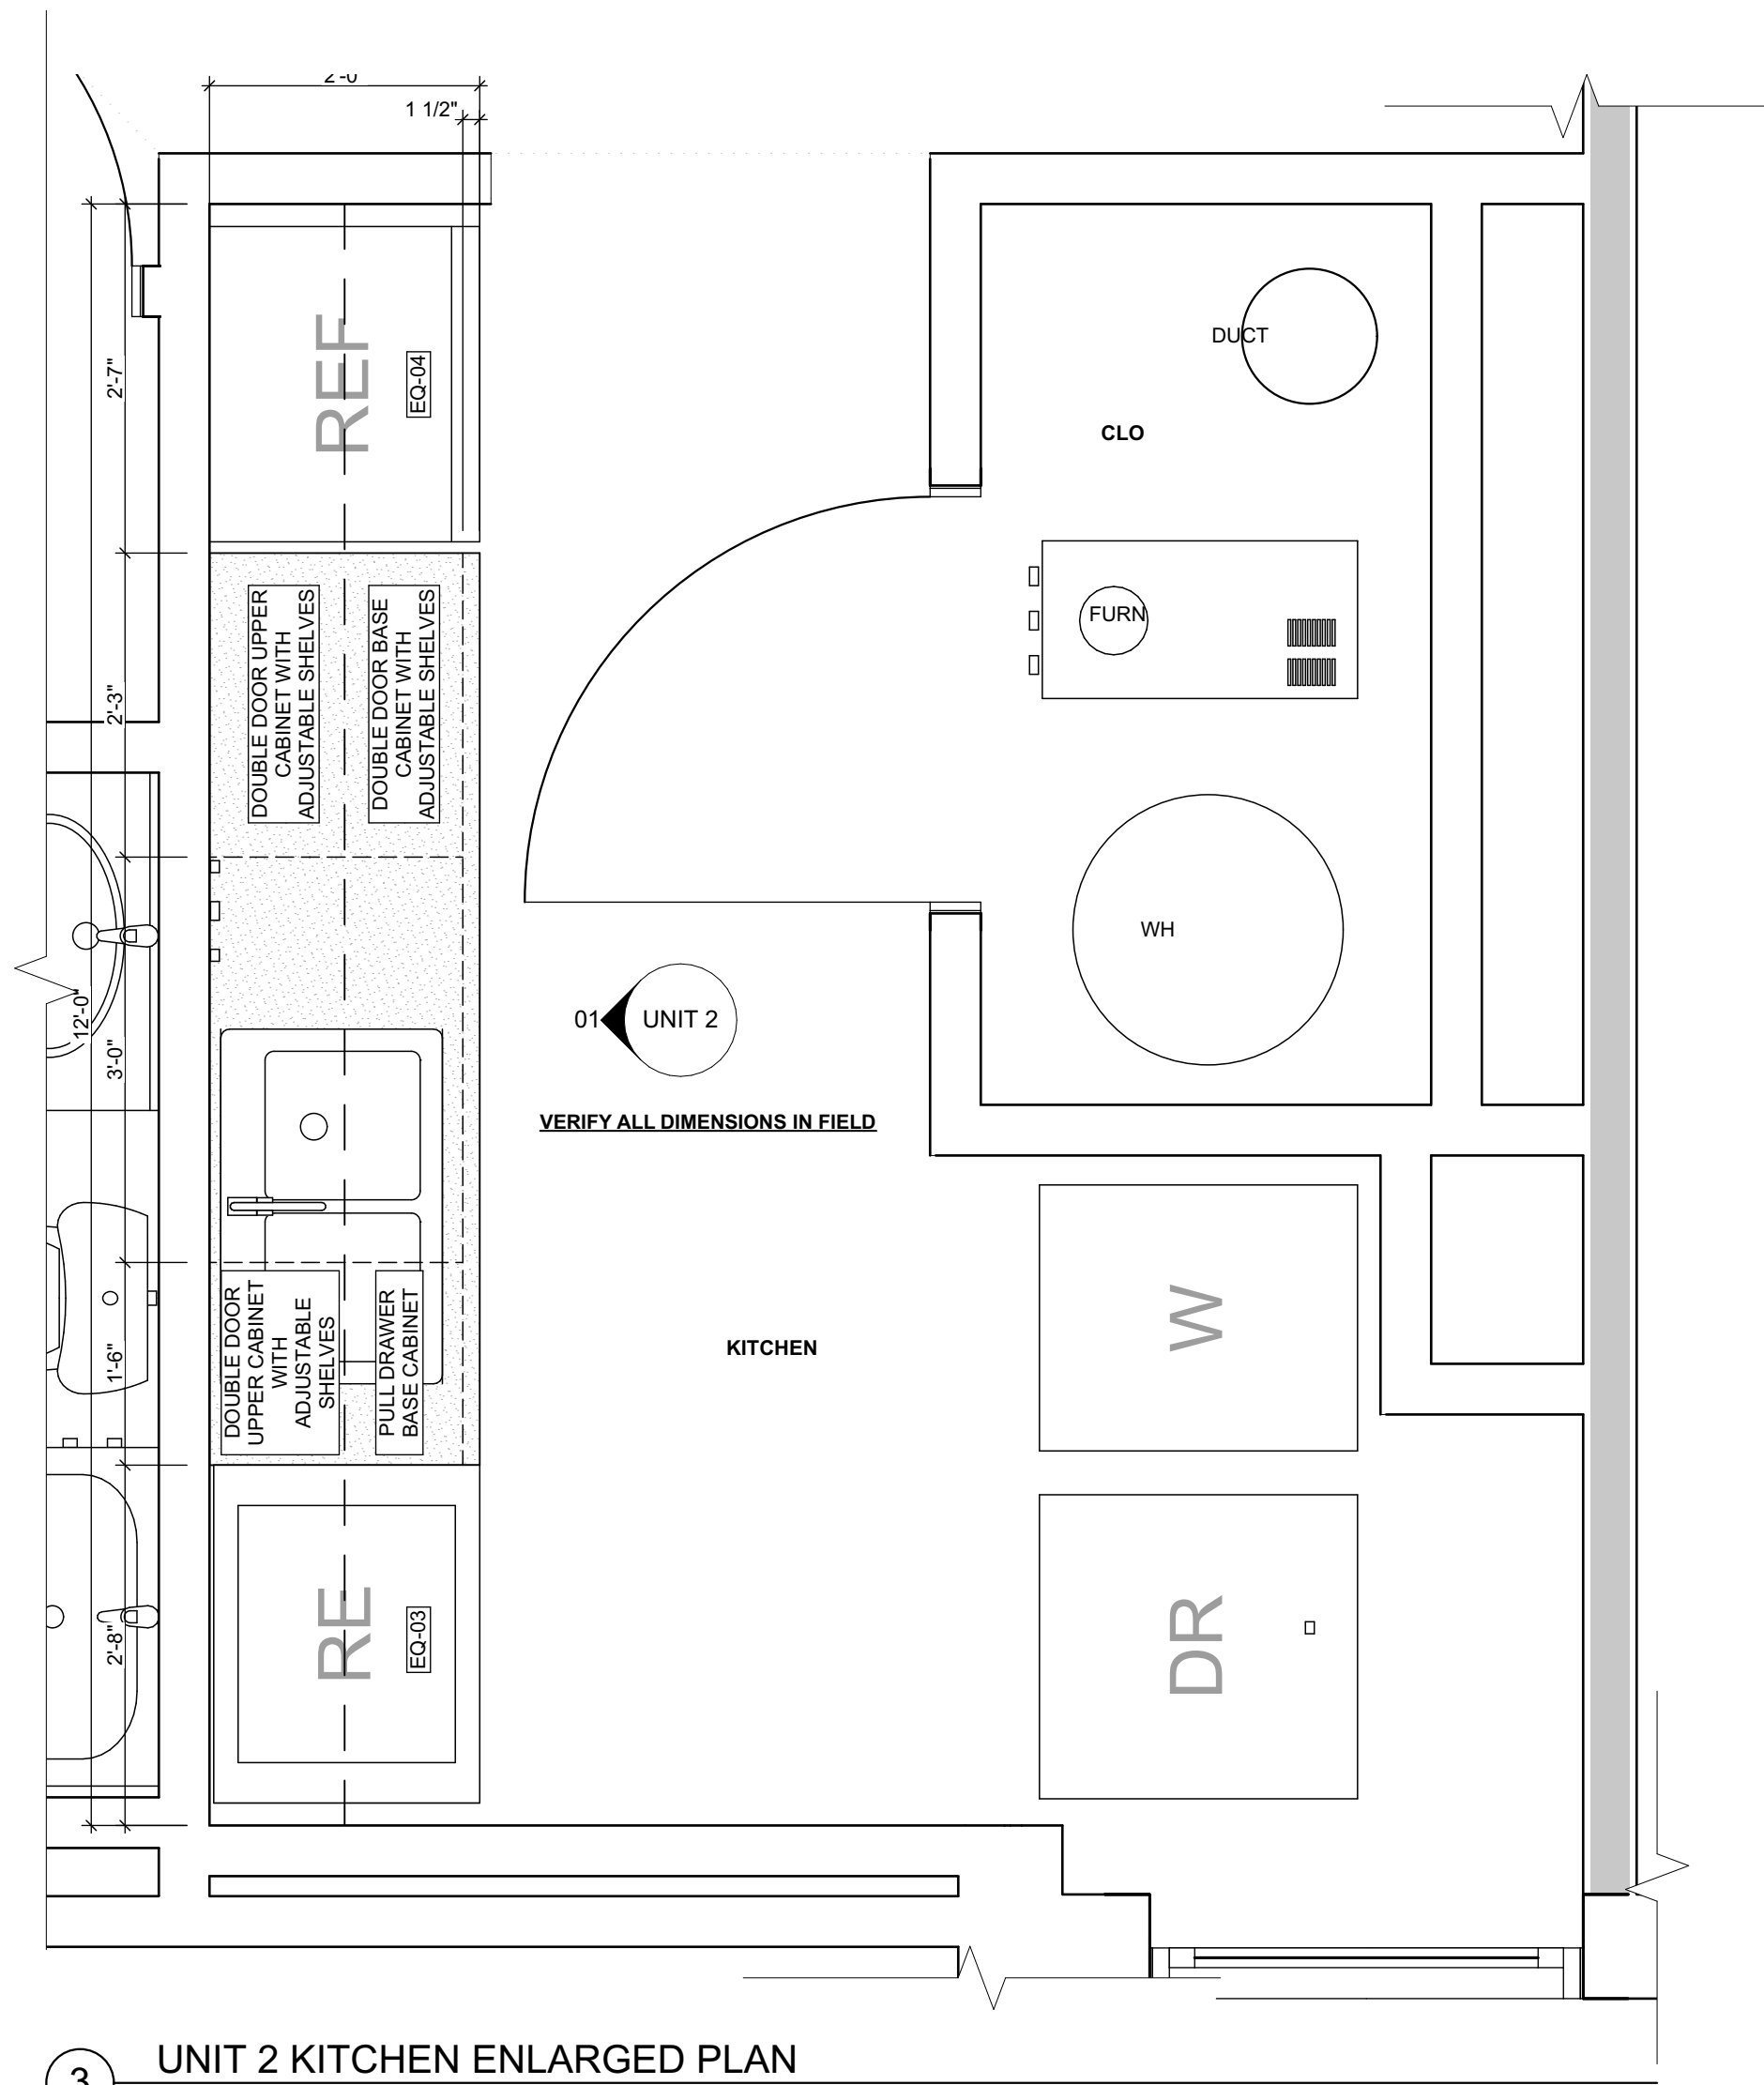 2'-0"
1 1/2"
2'-7"
REF
EQ-04
DUCT
CLO
FURN
2'-3"
DOUBLE DOOR UPPER
CABINET WITH
ADJUSTABLE SHELVES
DOUBLE DOOR BASE
CABINET WITH
ADJUSTABLE SHELVES
WH
12'-0"
3'-0"
01
UNIT 2
VERIFY ALL DIMENSIONS IN FIELD
KITCHEN
W
1'-6"
DOUBLE DOOR
UPPER CABINET
WITH
ADJUSTABLE
SHELVES
PULL DRAWER
BASE CABINET
2'-8"
RE
EQ-03
DR
3
UNIT 2 KITCHEN ENLARGED PLAN